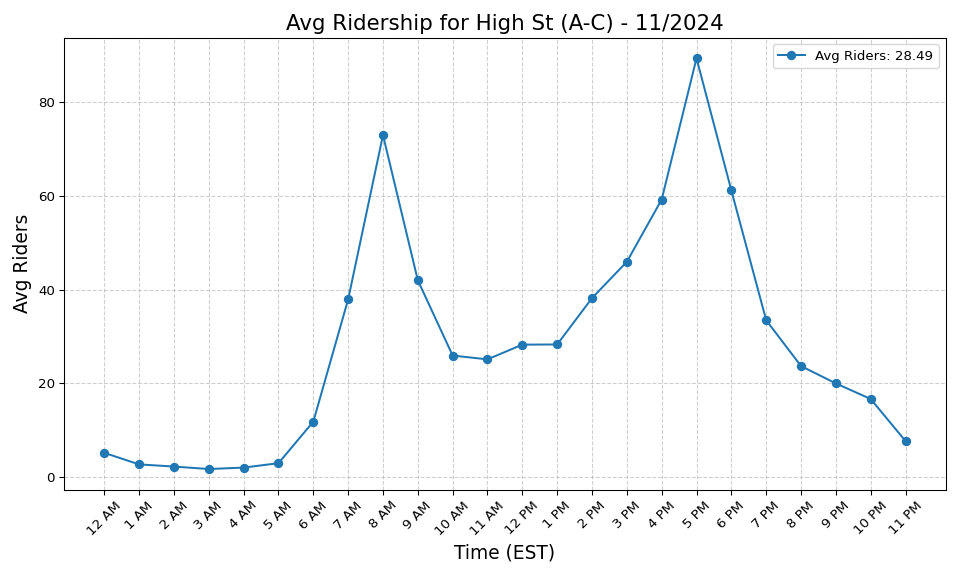 Avg Ridership for High St (A-C) - 11/2024
Avg Riders: 28.49
Avg Riders
80
60
40
20
0
12 AM
1 AM
2 AM
3 AM
4 AM
5 AM
6 AM
7 AM
8 AM
9 AM
10 AM
11 AM
12 PM
1 PM
2 PM
3 PM
4 PM
5 PM
6 PM
7 PM
8 PM
9 PM
10 PM
11 PM
Time (EST)